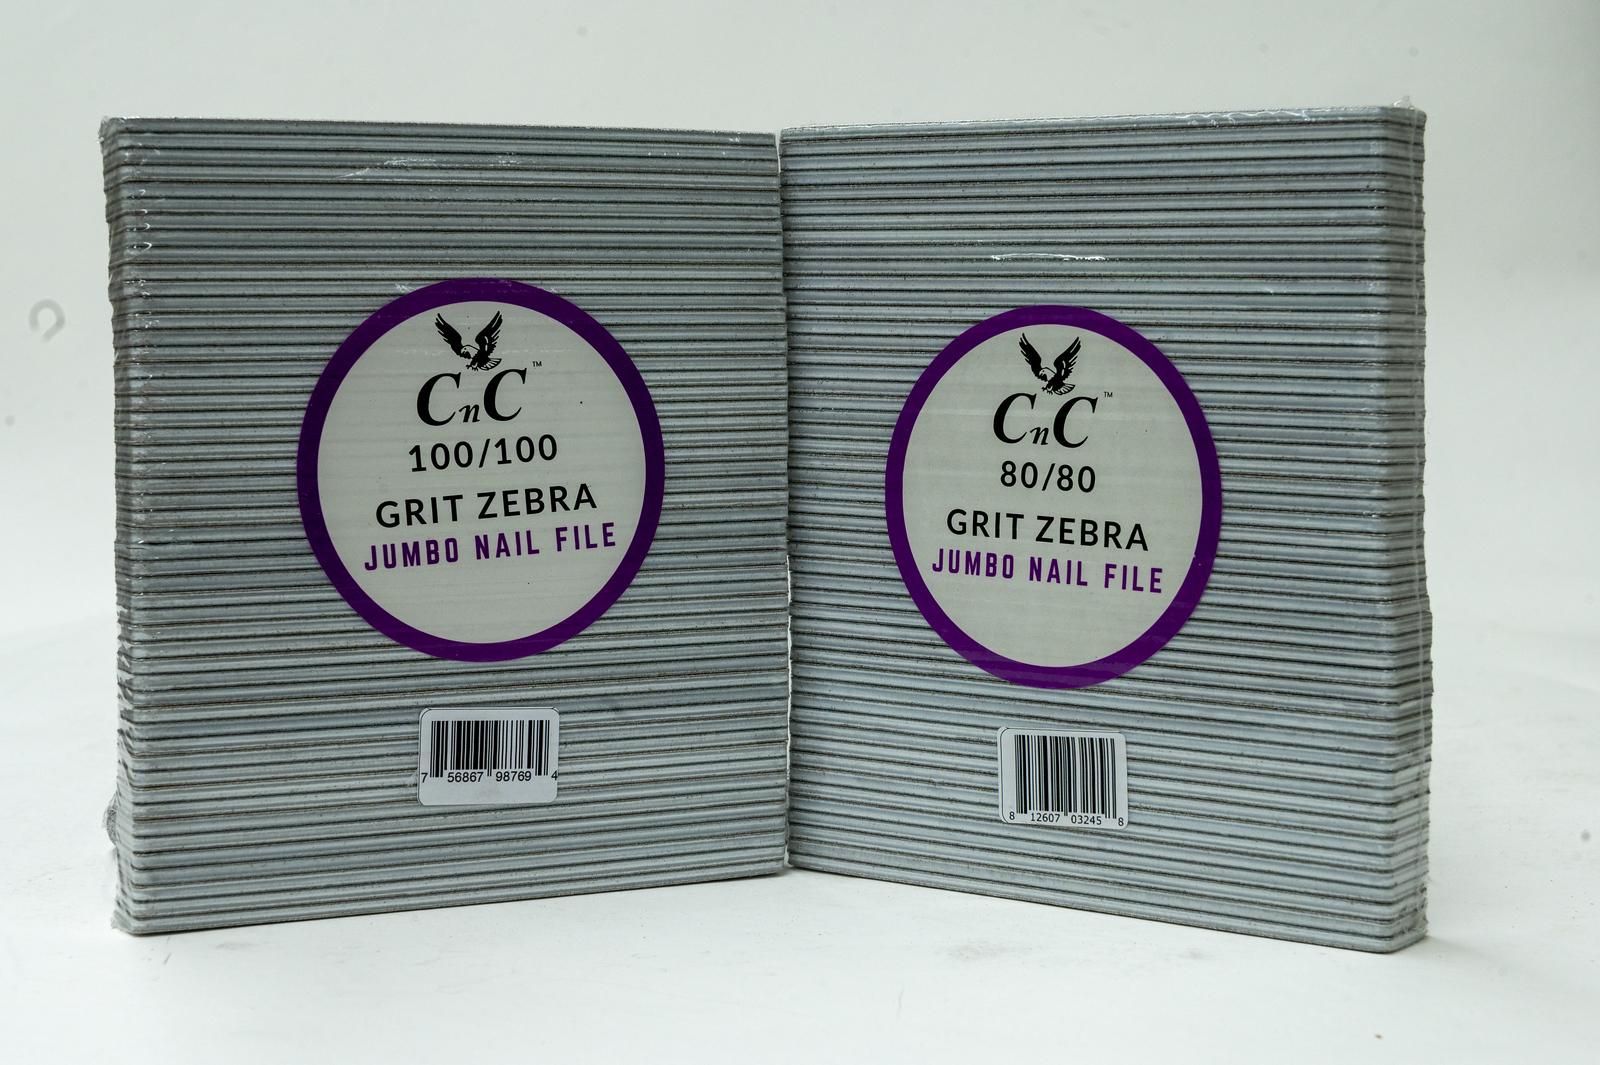 CnC™
100/100
GRIT ZEBRA
JUMBO NAIL FILE
7 56867 98769 4
CnC™
80/80
GRIT ZEBRA
JUMBO NAIL FILE
8 12607 03245 8